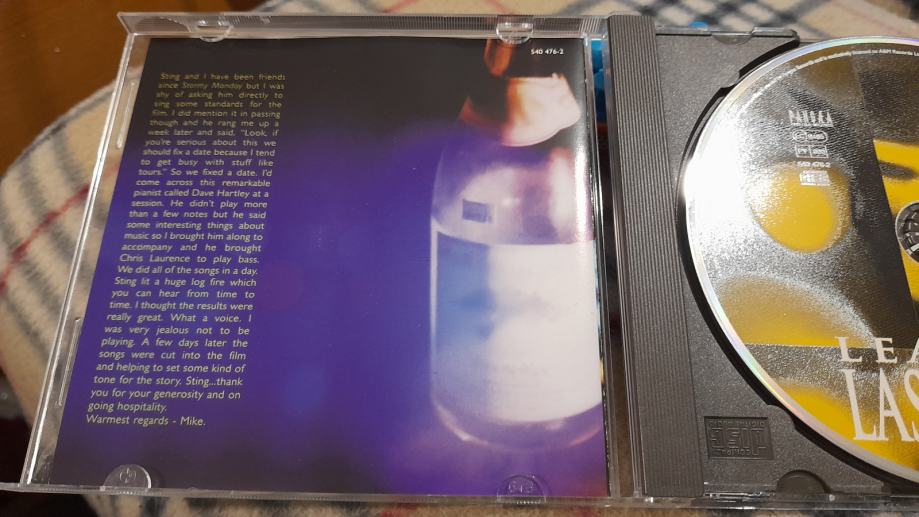 540 476-2
Sting and I have been friends
since Stormy Monday but I was
shy of asking him directly to
sing some standards for the
film. I did mention it in passing
though and he rang me up a
week later and said, "Look, if
you're serious about this we
should fix a date because I tend
to get busy with stuff like
tours." So we fixed a date. I'd
come across this remarkable
pianist called Dave Hartley at a
session. He didn't play more
than a few notes but he said
some interesting things about
music so I brought him along to
accompany and he brought
Chris Laurence to play bass.
We did all of the songs in a day.
Sting lit a huge log fire which
you can hear from time to
time. I thought the results were
really great. What a voice. I
was very jealous not to be
playing. A few days later the
songs were cut into the film
and helping to set some kind of
tone for the story. Sting...thank
you for your generosity and on
going hospitality.
Warmest regards - Mike.
PANGEA
540 476-2
LEA
LAS
COMPACT
disc
DIGITAL AUDIO